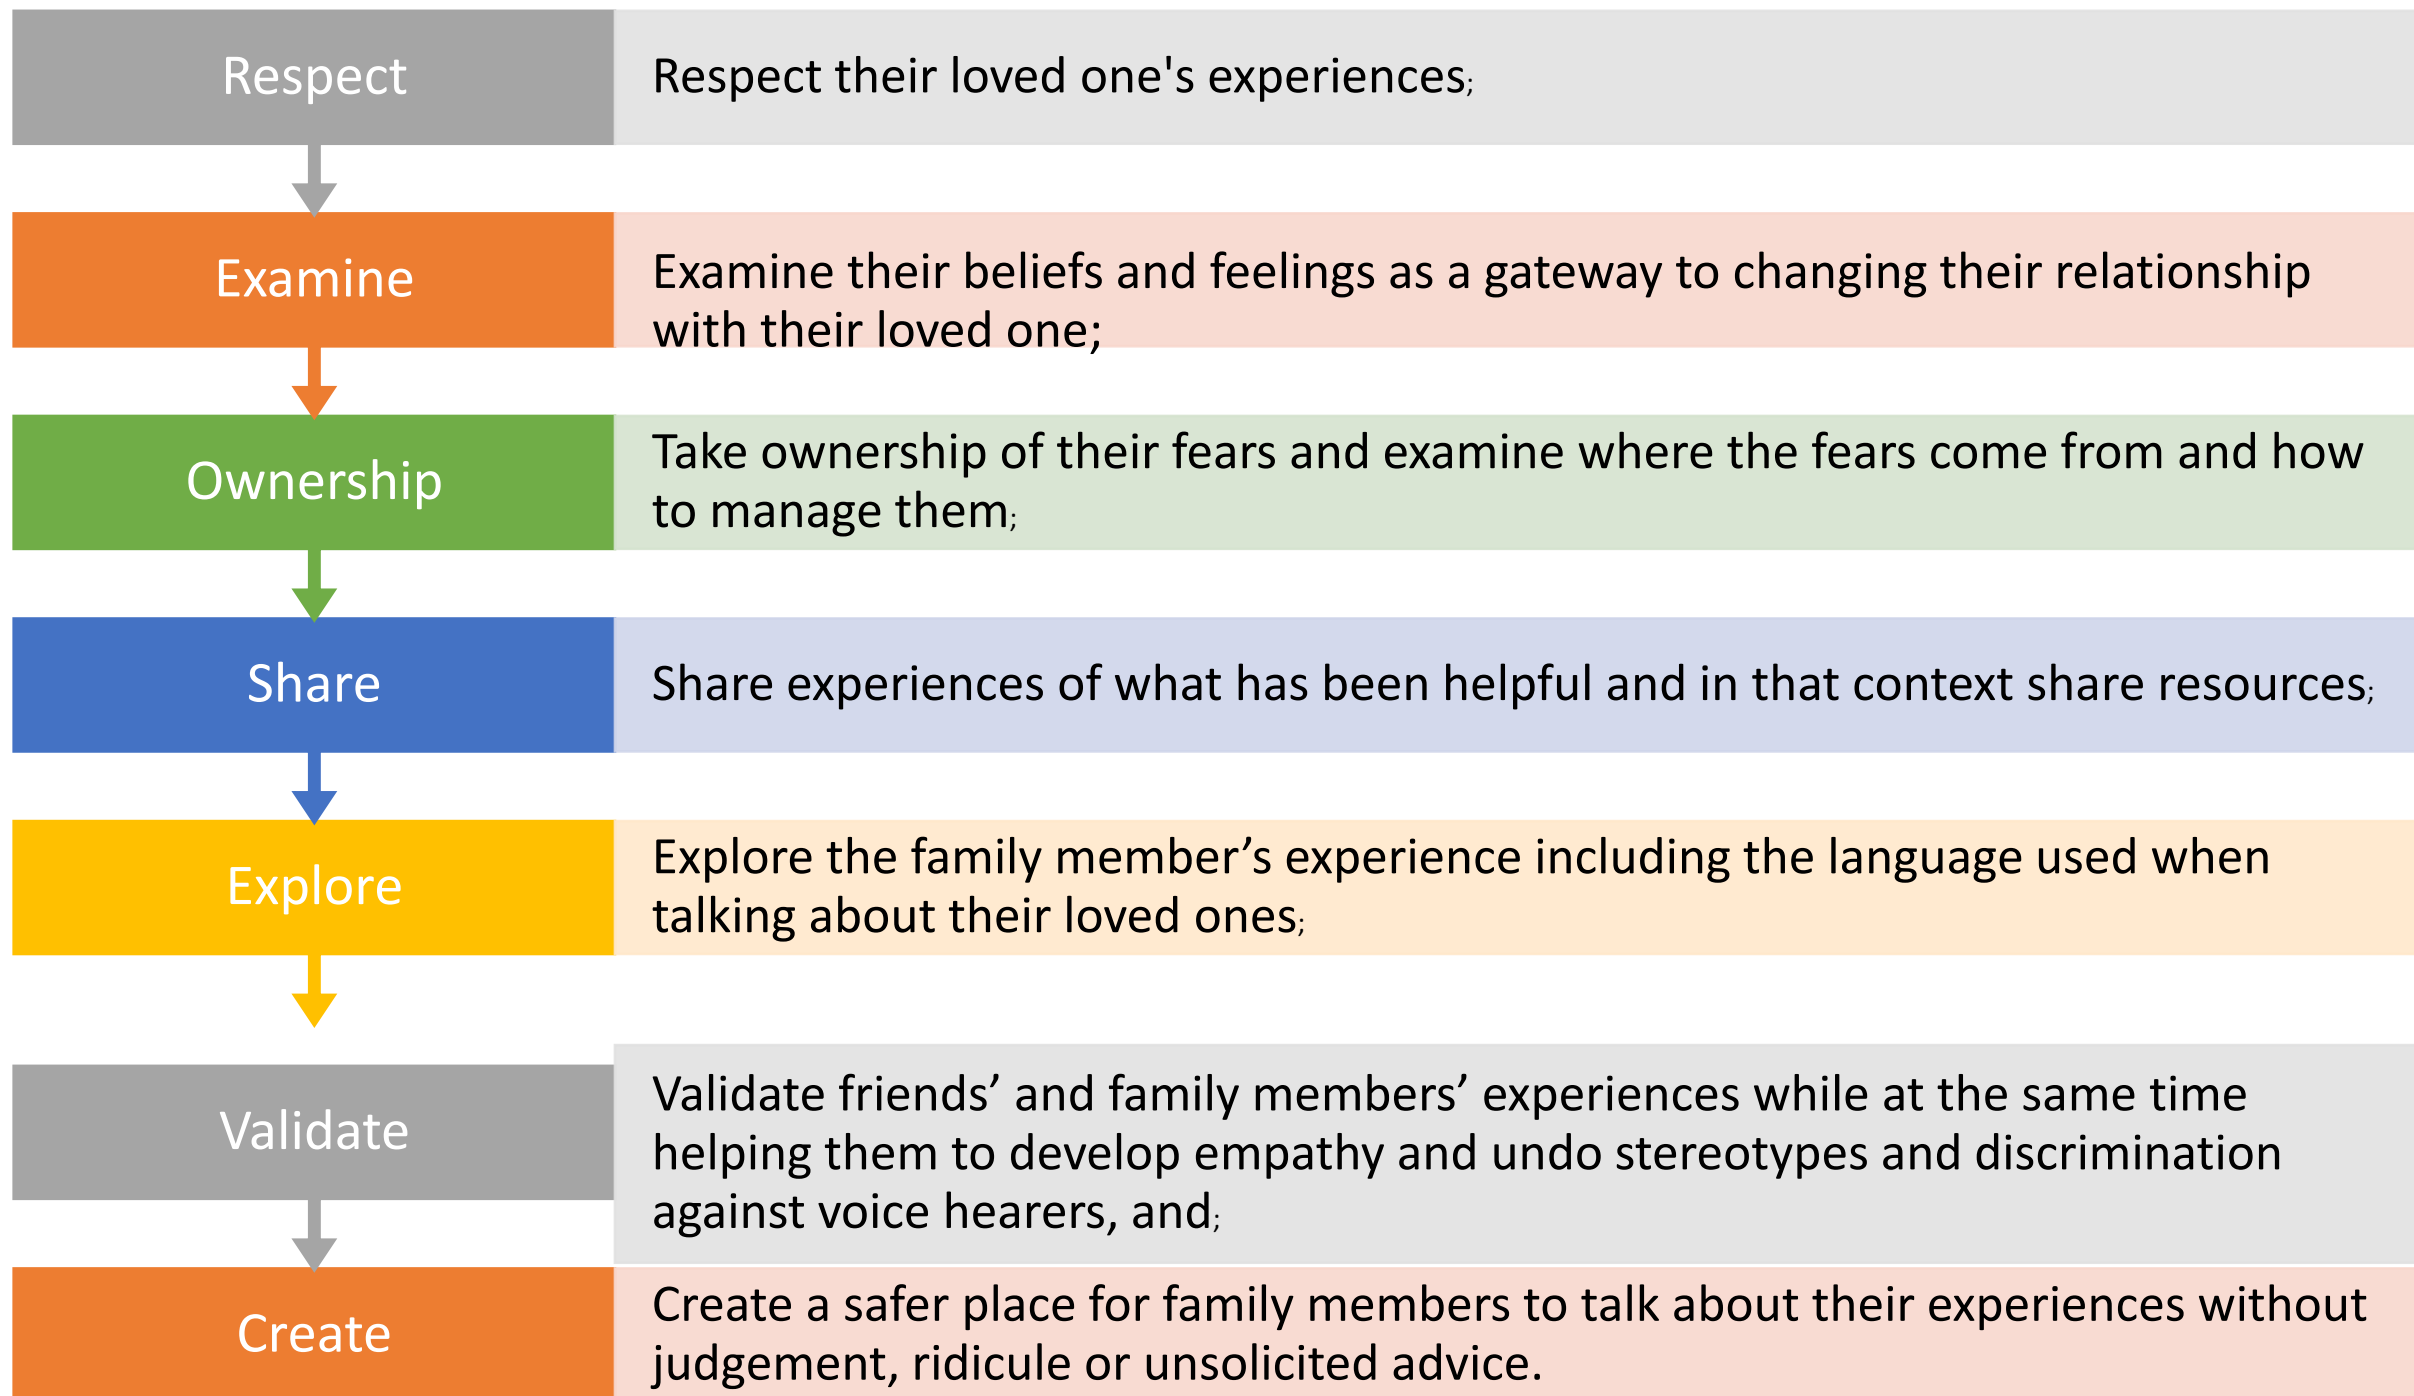 Respect
Respect their loved one's experiences;
Examine
Examine their beliefs and feelings as a gateway to changing their relationship
with their loved one;
Ownership
Take ownership of their fears and examine where the fears come from and how
to manage them;
Share
Share experiences of what has been helpful and in that context share resources;
Explore
Explore the family member’s experience including the language used when
talking about their loved ones;
Validate
Validate friends’ and family members’ experiences while at the same time
helping them to develop empathy and undo stereotypes and discrimination
against voice hearers, and;
Create
Create a safer place for family members to talk about their experiences without
judgement, ridicule or unsolicited advice.